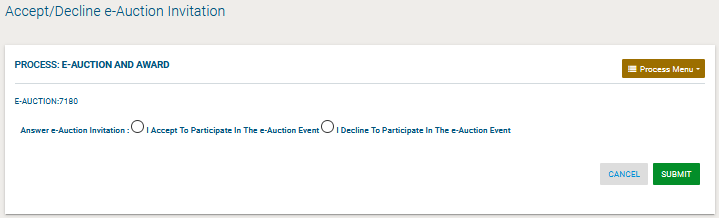 Accept/Decline e-Auction Invitation
PROCESS: E-AUCTION AND AWARD
Process Menu
E-AUCTION:7180
Answer e-Auction Invitation : I Accept To Participate In The e-Auction Event I Decline To Participate In The e-Auction Event
CANCEL SUBMIT